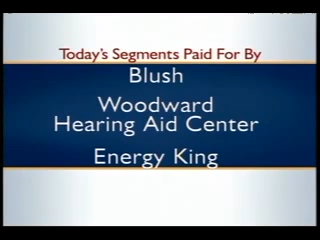 Today's Segments Paid For By
Blush
Woodward
Hearing Aid Center
Energy King